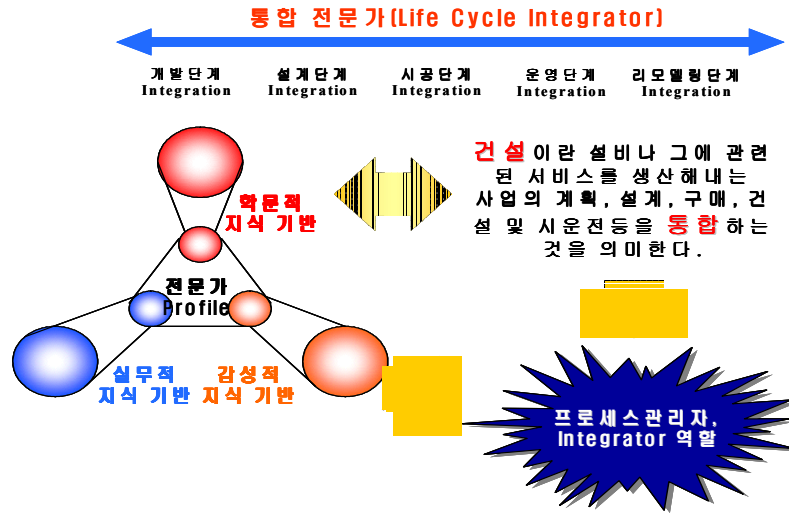 통합 전문가(Life Cycle Integrator)
개발단계
Integration
설계단계
Integration
시공단계
Integration
운영단계
Integration
리모델링단계
Integration
건설이란 설비나 그에 관련
된 서비스를 생산해내는
사업의 계획, 설계, 구매, 건
설 및 시운전등을 통합하는
것을 의미한다.
학문적
지식 기반
전문가
Profile
실무적
지식 기반
감성적
지식 기반
프로세스관리자,
Integrator 역할